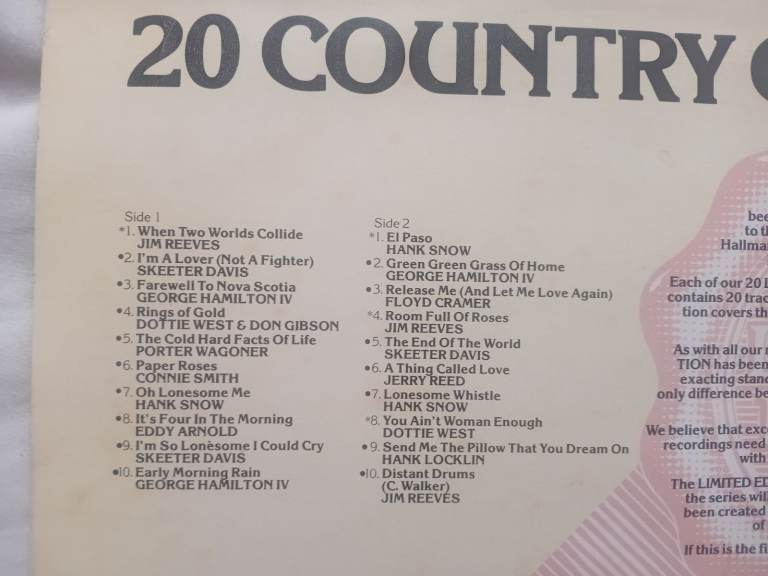 20 COUNTRY
Side 1
*1. When Two Worlds Collide
JIM REEVES
•2. I'm A Lover (Not A Fighter)
SKEETER DAVIS
•3. Farewell To Nova Scotia
GEORGE HAMILTON IV
•4. Rings of Gold
DOTTIE WEST & DON GIBSON
•5. The Cold Hard Facts Of Life
PORTER WAGONER
•6. Paper Roses
CONNIE SMITH
•7. Oh Lonesome Me
HANK SNOW
•8. It's Four In The Morning
EDDY ARNOLD
•9. I'm So Lonesome I Could Cry
SKEETER DAVIS
•10. Early Morning Rain
GEORGE HAMILTON IV
Side 2
*1. El Paso
HANK SNOW
•2. Green Green Grass Of Home
GEORGE HAMILTON IV
•3. Release Me (And Let Me Love Again)
FLOYD CRAMER
*4. Room Full Of Roses
JIM REEVES
•5. The End Of The World
SKEETER DAVIS
•6. A Thing Called Love
JERRY REED
•7. Lonesome Whistle
HANK SNOW
*8. You Ain't Woman Enough
DOTTIE WEST
•9. Send Me The Pillow That You Dream On
HANK LOCKLIN
•10. Distant Drums
(C. Walker)
JIM REEVES
bee
to th
Hallmar
Each of our 20
contains 20 trac
tion covers th
As with all our
TION has been
exacting stand
only difference be
We believe that exc
recordings need
with
The LIMITED ED
the series will
been created
of
If this is the fi